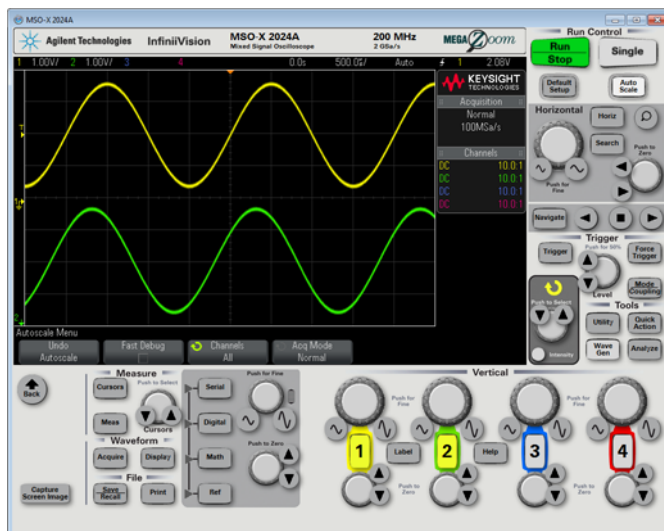 MSO-X 2024A
Agilent Technologies InfiniiVision MSO-X 2024A Mixed Signal Oscilloscope 200 MHz 2 GSa/s MEGA Zoom
1 1.00V/ 2 1.00V/ 3 4 0.0s 500.0 Auto 1 2.08V
KEYSIGHT
TECHNOLOGIES
Acquisition
Normal
100MSa/s
Channels
DC 10.0:1
DC 10.0:1
DC 10.0:1
DC 10.0:1
Autoscale Menu
Undo
Autoscale
Fast Debug
Channels
All
Acq Mode
Normal
Run Control
Run
Stop
Single
Default
Setup
Auto
Scale
Horizontal
Horiz
Search
Push to
Zero
Push for
Fine
Navigate
Trigger
Push for 50%
Trigger
Force
Trigger
Level
Mode
Coupling
Push to Select
Intensity
Tools
Utility
Quick
Action
Wave
Gen
Analyze
Back
Measure
Cursors
Push to Select
Meas
Cursors
Waveform
Acquire
Display
File
Save
Recall
Print
Capture
Screen Image
Serial
Digital
Math
Ref
Push for Fine
Push to Zero
Vertical
Push for
Fine
Push for
Fine
1
Label
2
Help
3
4
Push to
Zero
Push to
Zero